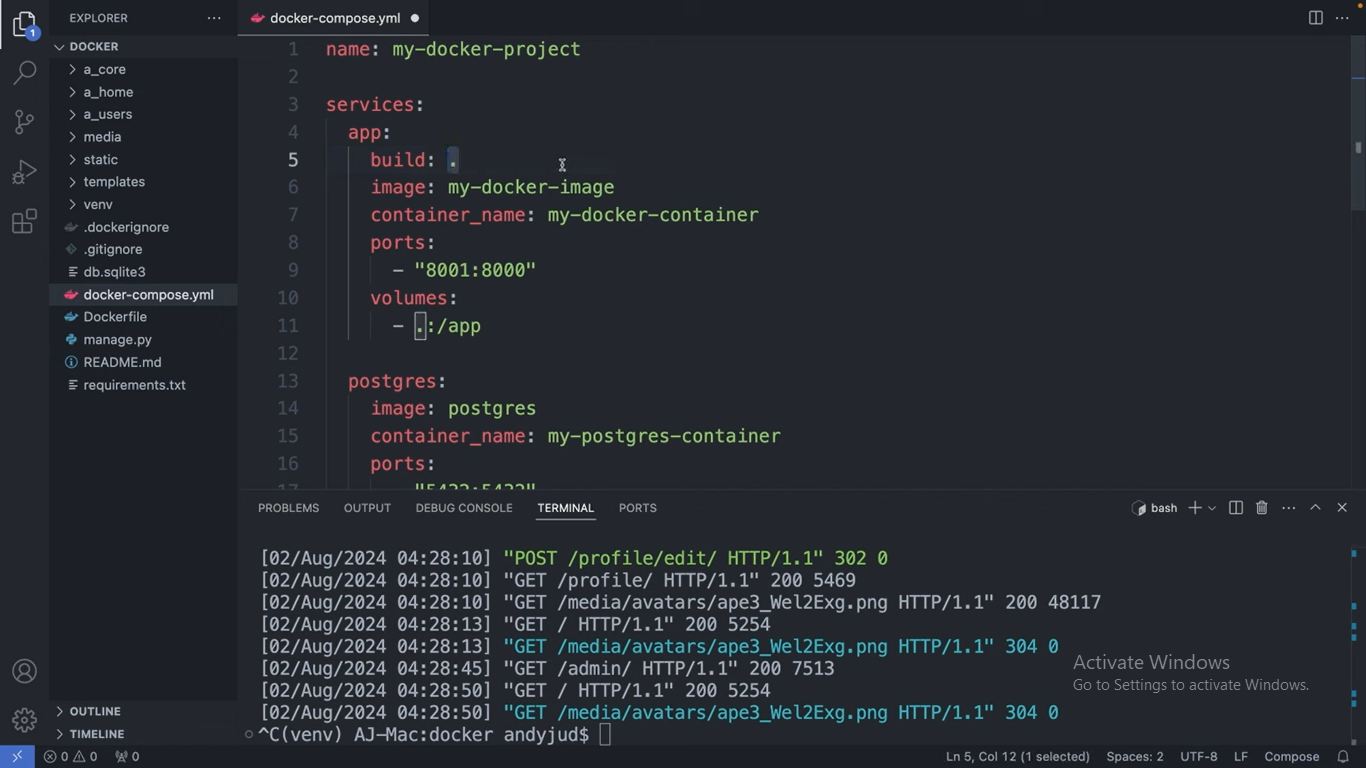 EXPLORER
docker-compose.yml
1
DOCKER
a_core
a_home
a_users
media
static
templates
venv
.dockerignore
.gitignore
db.sqlite3
docker-compose.yml
Dockerfile
manage.py
README.md
requirements.txt
OUTLINE
TIMELINE
1 name: my-docker-project
2
3 services:
4 app:
5 build: .
6 image: my-docker-image
7 container_name: my-docker-container
8 ports:
9 - "8001:8000"
10 volumes:
11 - .:/app
12
13 postgres:
14 image: postgres
15 container_name: my-postgres-container
16 ports:
17 - "5432:5432"
PROBLEMS OUTPUT DEBUG CONSOLE TERMINAL PORTS
bash
[02/Aug/2024 04:28:10] "POST /profile/edit/ HTTP/1.1" 302 0
[02/Aug/2024 04:28:10] "GET /profile/ HTTP/1.1" 200 5469
[02/Aug/2024 04:28:10] "GET /media/avatars/ape3_Wel2Exg.png HTTP/1.1" 200 48117
[02/Aug/2024 04:28:13] "GET / HTTP/1.1" 200 5254
[02/Aug/2024 04:28:13] "GET /media/avatars/ape3_Wel2Exg.png HTTP/1.1" 304 0
[02/Aug/2024 04:28:45] "GET /admin/ HTTP/1.1" 200 7513
[02/Aug/2024 04:28:50] "GET / HTTP/1.1" 200 5254
[02/Aug/2024 04:28:50] "GET /media/avatars/ape3_Wel2Exg.png HTTP/1.1" 304 0
^C(venv) AJ-Mac:docker andyjud$
Activate Windows
Go to Settings to activate Windows.
0 0 0 Ln 5, Col 12 (1 selected) Spaces: 2 UTF-8 LF Compose